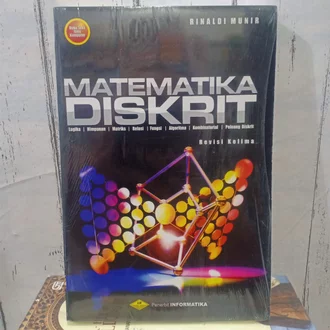 RINALDI MUNIR
MATEMATIKA
DISKRIT
Logika | Himpunan | Matriks | Relasi | Fungsi | Algoritma | Kombinatorial | Peluang Diskrit
Revisi Kelima
Penerbit INFORMATIKA